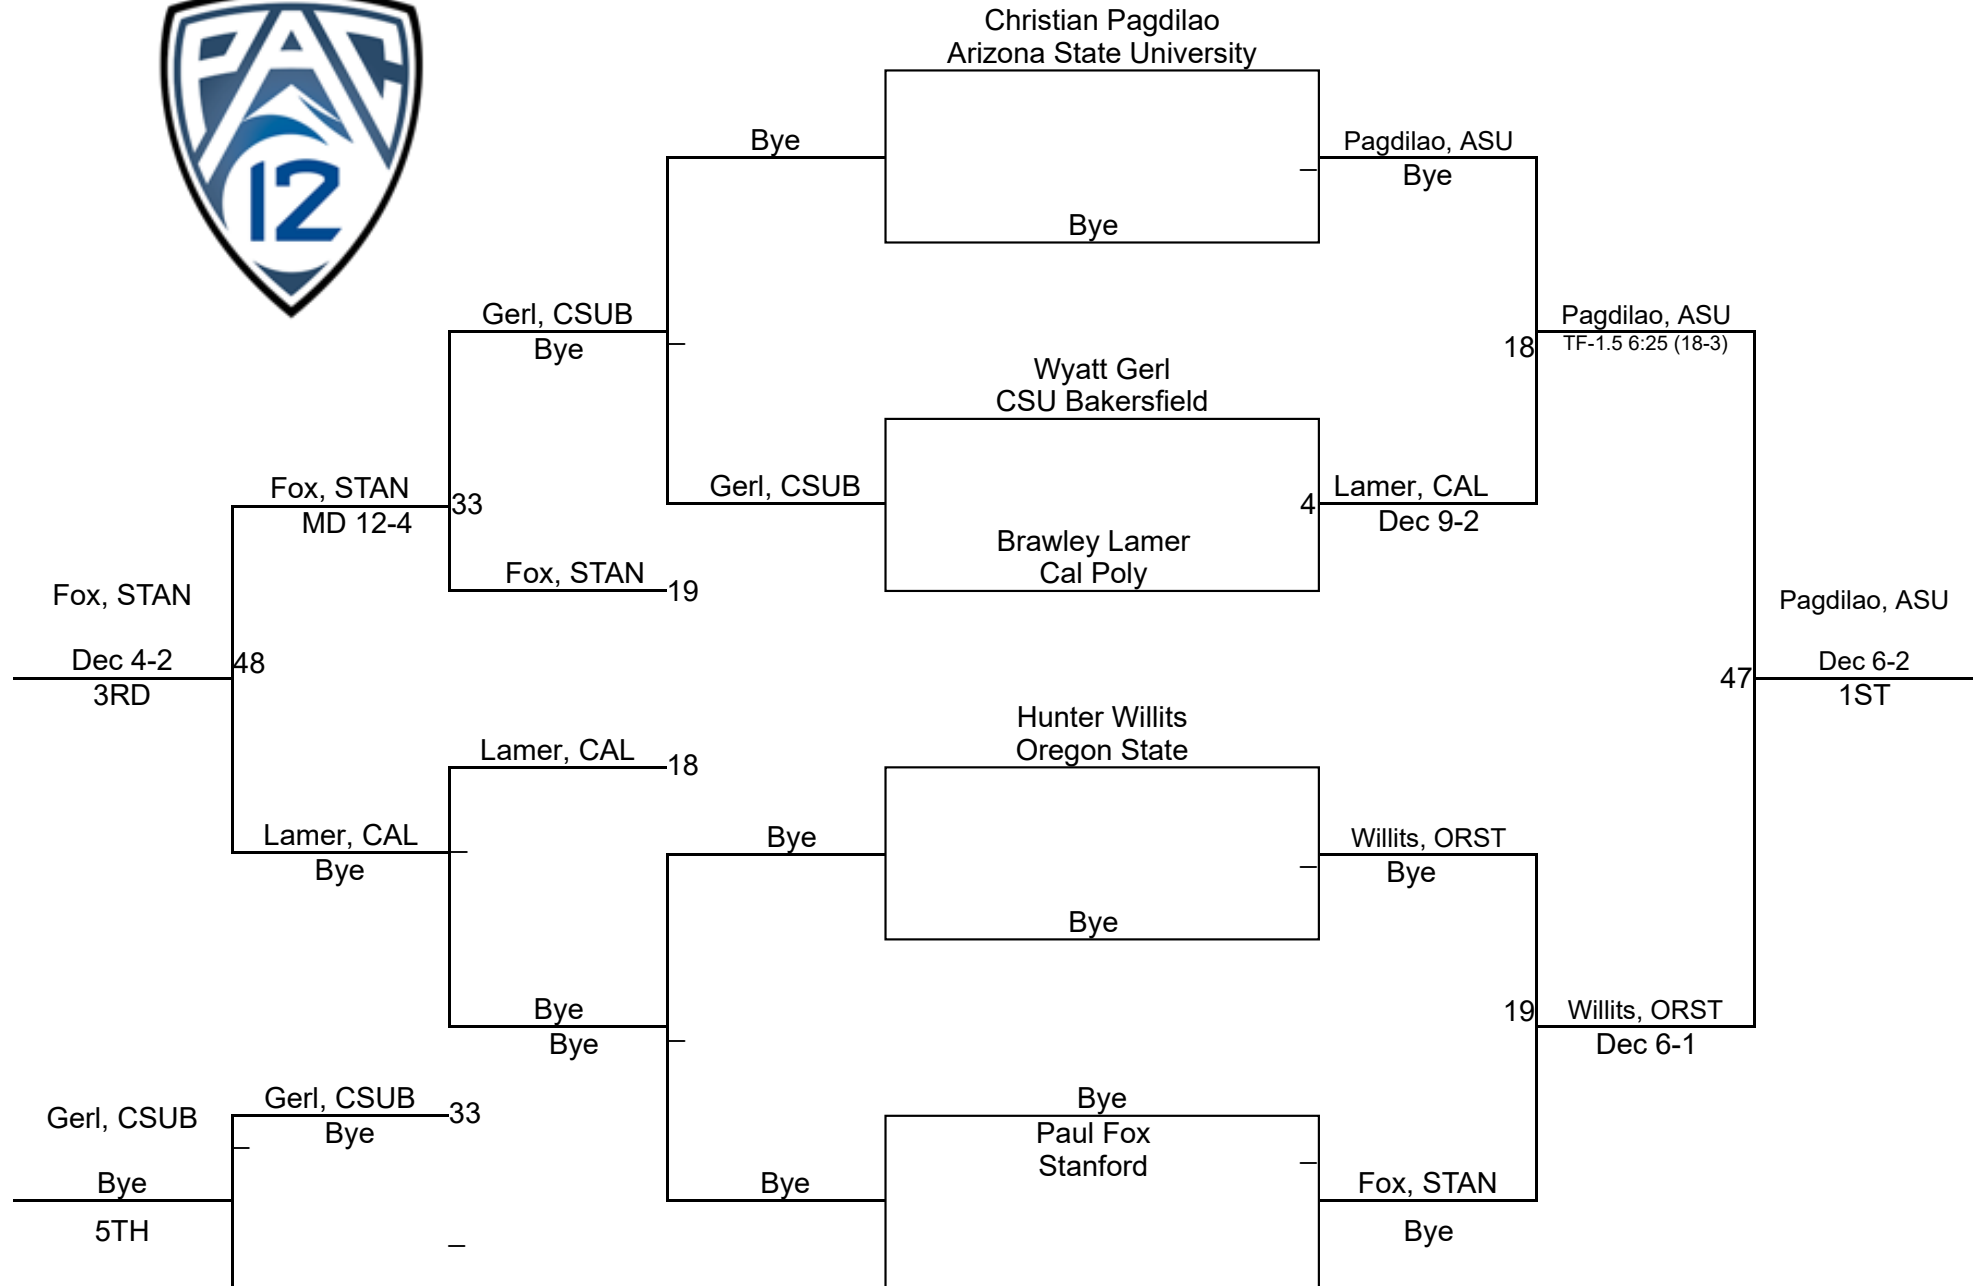 PAC
12
Christian Pagdilao
Arizona State University
Bye
Pagdilao, ASU
Bye
Bye
Gerl, CSUB
Bye
Pagdilao, ASU
18
TF-1.5 6:25 (18-3)
Wyatt Gerl
CSU Bakersfield
Fox, STAN
33
MD 12-4
Gerl, CSUB
4
Lamer, CAL
Dec 9-2
Brawley Lamer
Cal Poly
Fox, STAN
19
Fox, STAN
Dec 4-2
48
3RD
Pagdilao, ASU
47
Dec 6-2
1ST
Hunter Willits
Oregon State
Lamer, CAL
18
Lamer, CAL
Bye
Bye
Willits, ORST
Bye
Bye
Bye
Bye
19
Willits, ORST
Dec 6-1
Gerl, CSUB
Gerl, CSUB
33
Bye
Bye
5TH
Bye
Paul Fox
Stanford
Bye
Fox, STAN
Bye